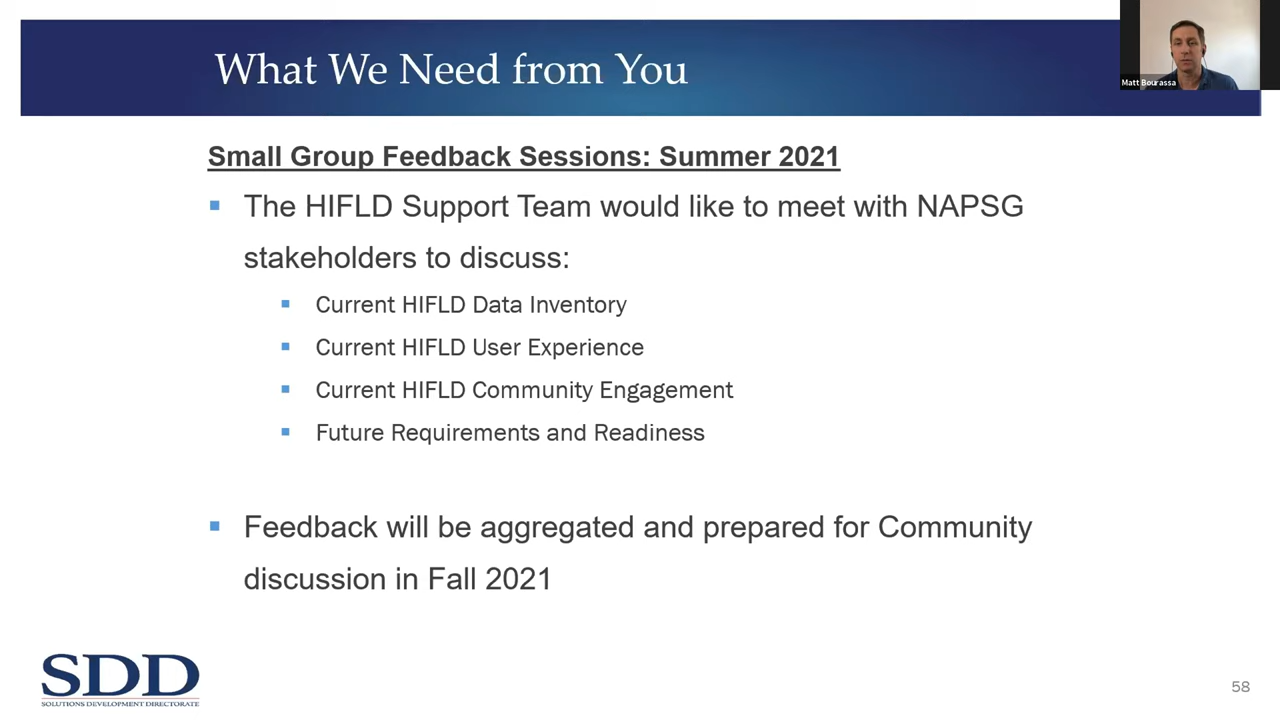 What We Need from You
Matt Bourassa
Small Group Feedback Sessions: Summer 2021
The HIFLD Support Team would like to meet with NAPSG
stakeholders to discuss:
Current HIFLD Data Inventory
Current HIFLD User Experience
Current HIFLD Community Engagement
Future Requirements and Readiness
Feedback will be aggregated and prepared for Community
discussion in Fall 2021
SDD
SOLUTIONS DEVELOPMENT DIRECTORATE
58